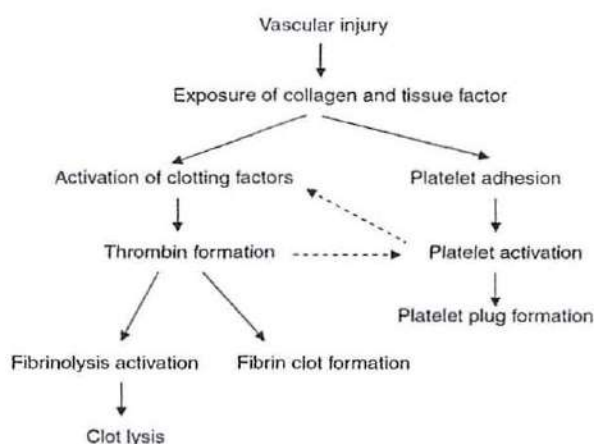 Vascular injury
Exposure of collagen and tissue factor
Activation of clotting factors
Platelet adhesion
Thrombin formation
Platelet activation
Platelet plug formation
Fibrinolysis activation
Fibrin clot formation
Clot lysis